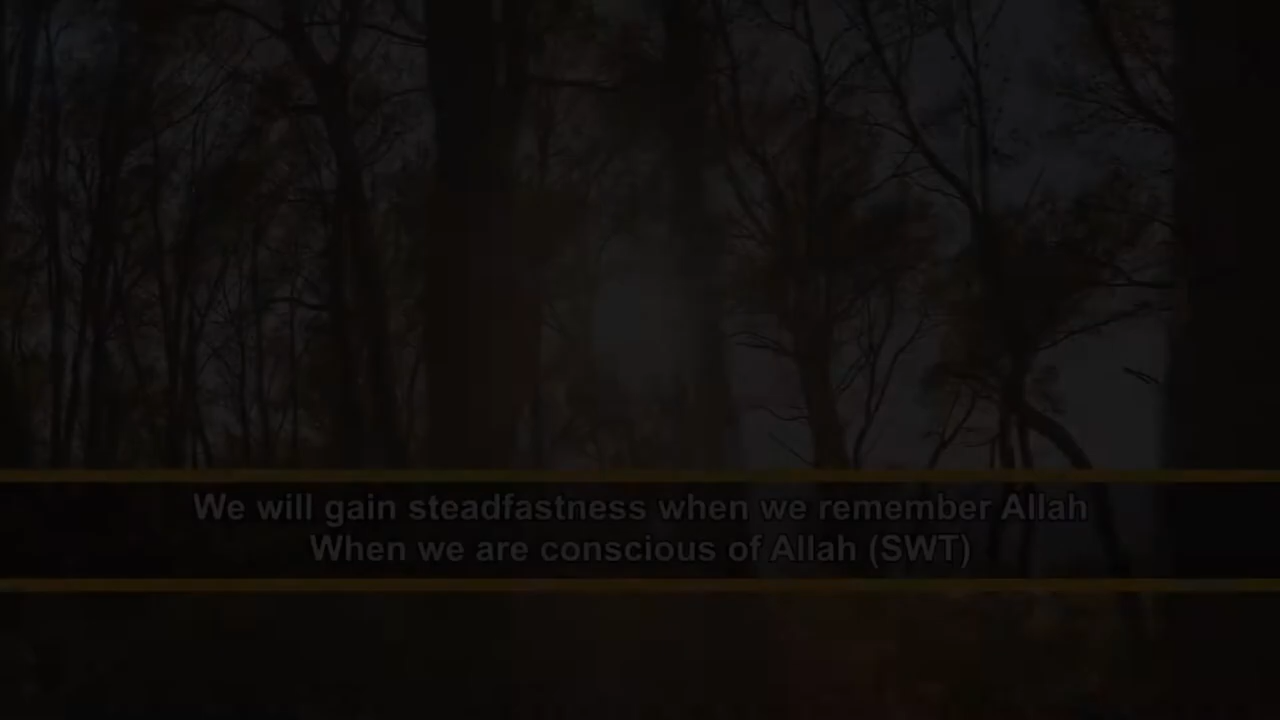 We will gain steadfastness when we remember Allah
When we are conscious of Allah (SWT)